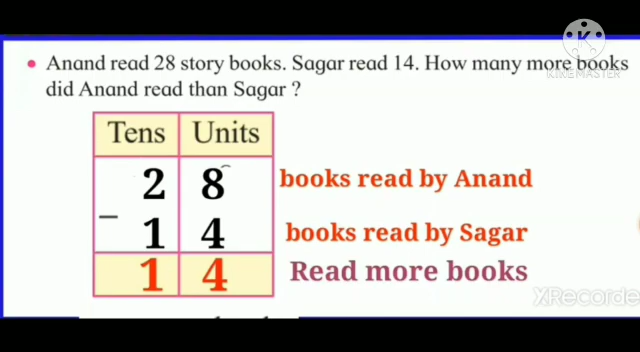 • Anand read 28 story books. Sagar read 14. How many more books
did Anand read than Sagar ?
Tens Units
2 8 books read by Anand
− 1 4 books read by Sagar
1 4 Read more books
KINEMASTER
XRecorde